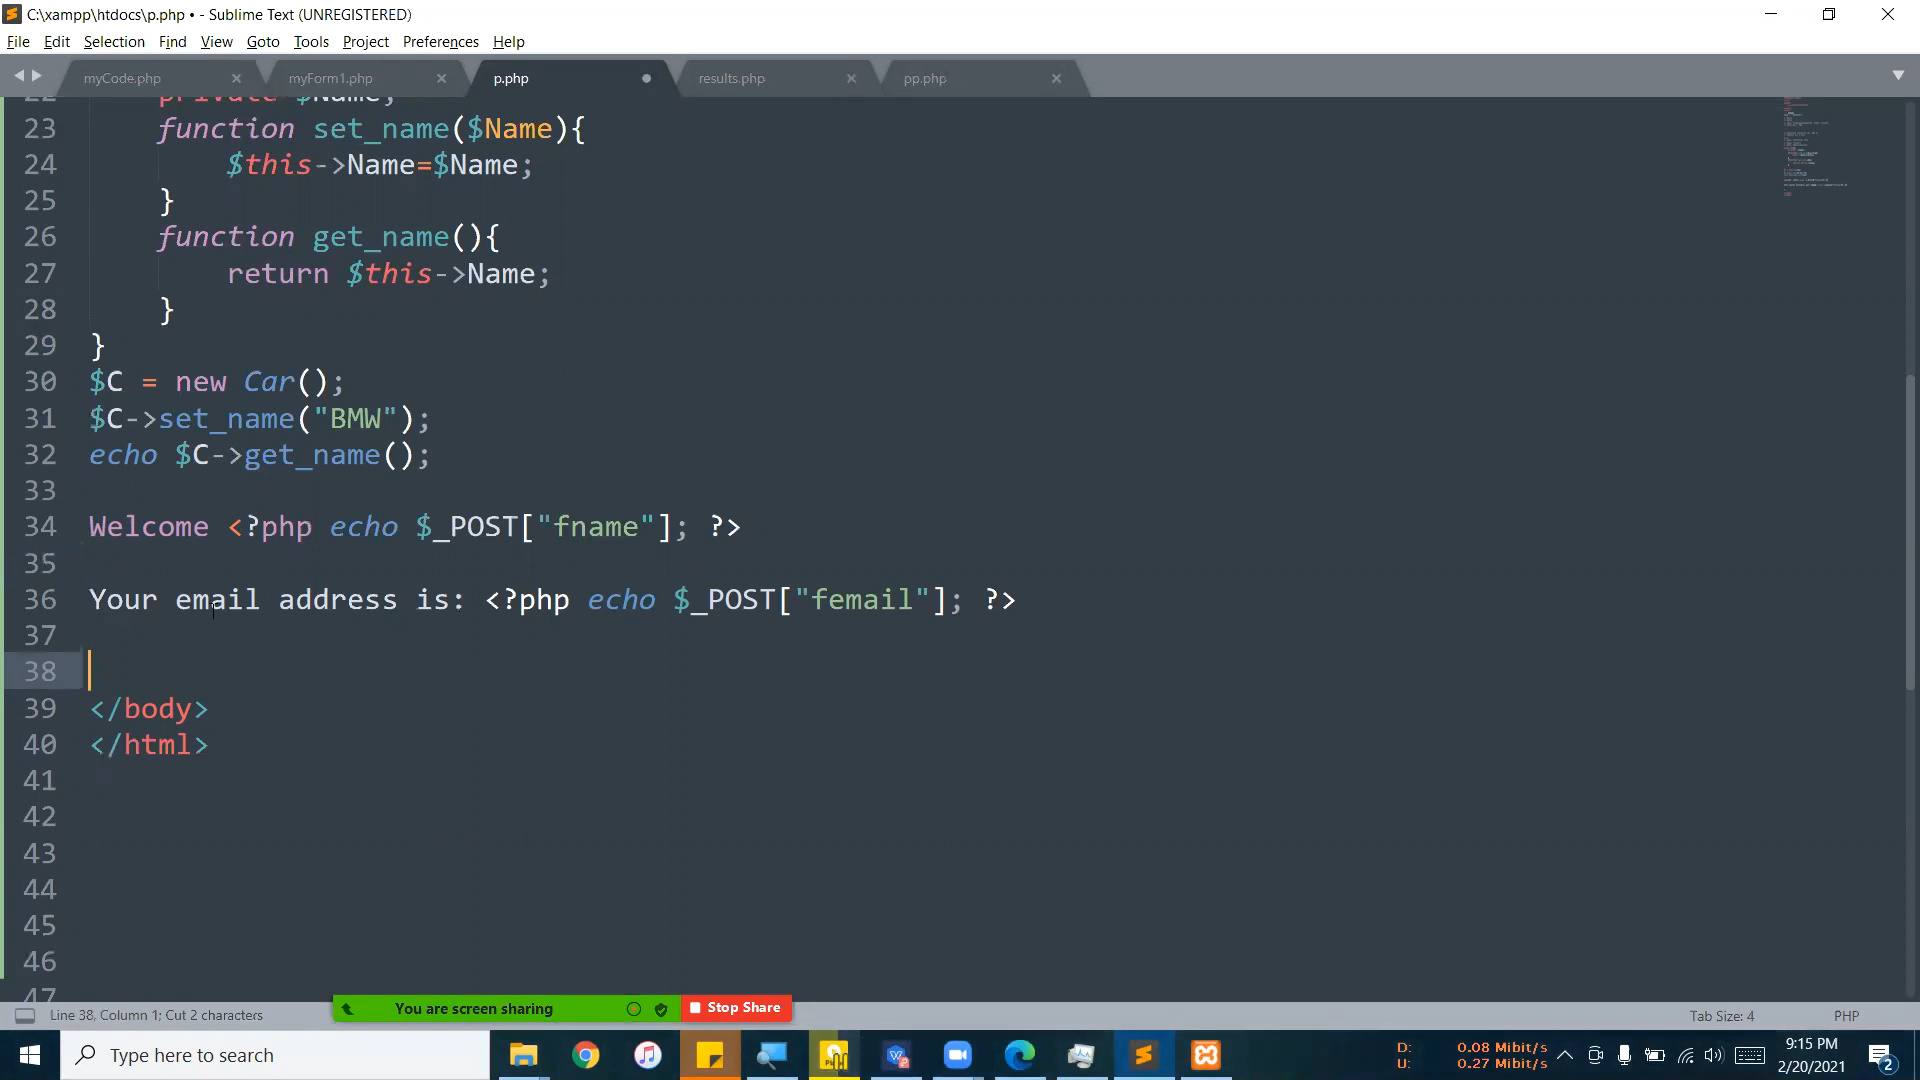 C:\xampp\htdocs\p.php • - Sublime Text (UNREGISTERED)
File Edit Selection Find View Goto Tools Project Preferences Help
myCode.php myForm1.php p.php results.php pp.php
22 private $Name;
23 function set_name($Name){
24 $this->Name=$Name;
25 }
26 function get_name(){
27 return $this->Name;
28 }
29 }
30 $C = new Car();
31 $C->set_name("BMW");
32 echo $C->get_name();
33
34 Welcome <?php echo $_POST["fname"]; ?>
35
36 Your email address is: <?php echo $_POST["femail"]; ?>
37
38
39 </body>
40 </html>
41
42
43
44
45
46
47
You are screen sharing Stop Share
Line 38, Column 1; Cut 2 characters Tab Size: 4 PHP
Type here to search
D: 0.08 Mibit/s
U: 0.27 Mibit/s
9:15 PM
2/20/2021
2